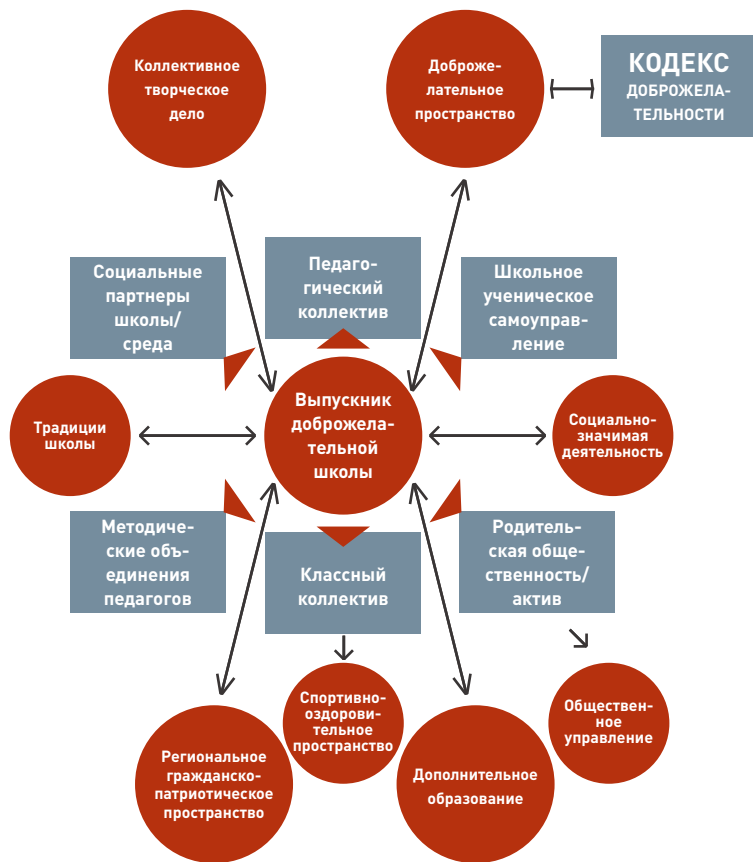 Коллективное
творческое
дело
Доброже-
лательное
пространство
КОДЕКС
ДОБРОЖЕЛА-
ТЕЛЬНОСТИ
Социальные
партнеры
школы/
среда
Педаго-
гический
коллектив
Школьное
ученическое
самоуправ-
ление
Традиции
школы
Выпускник
доброжела-
тельной
школы
Социально-
значимая
деятельность
Методиче-
ские объ-
единения
педагогов
Классный
коллектив
Родитель-
ская обще-
ственность/
актив
Региональное
гражданско-
патриотическое
пространство
Спортивно-
оздорови-
тельное
пространство
Дополнительное
образование
Обществен-
ное
управление